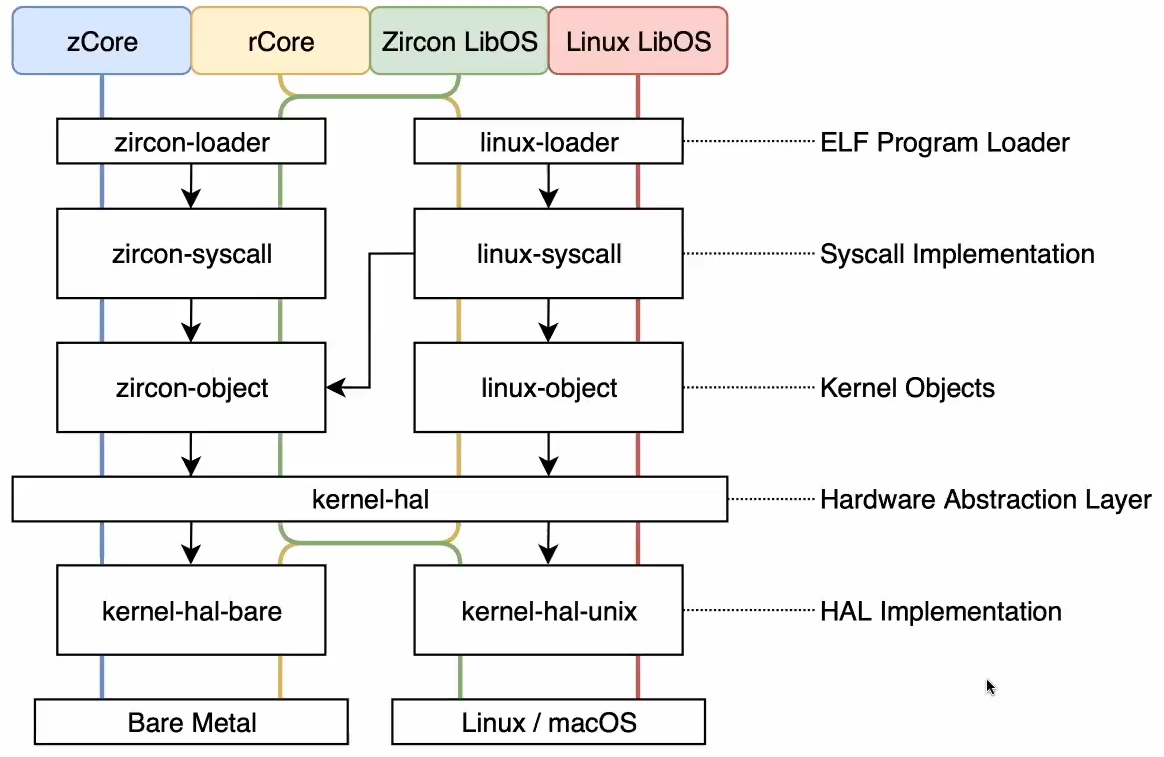 zCore
rCore
Zircon LibOS
Linux LibOS
zircon-loader
linux-loader
ELF Program Loader
zircon-syscall
linux-syscall
Syscall Implementation
zircon-object
linux-object
Kernel Objects
kernel-hal
Hardware Abstraction Layer
kernel-hal-bare
kernel-hal-unix
HAL Implementation
Bare Metal
Linux / macOS